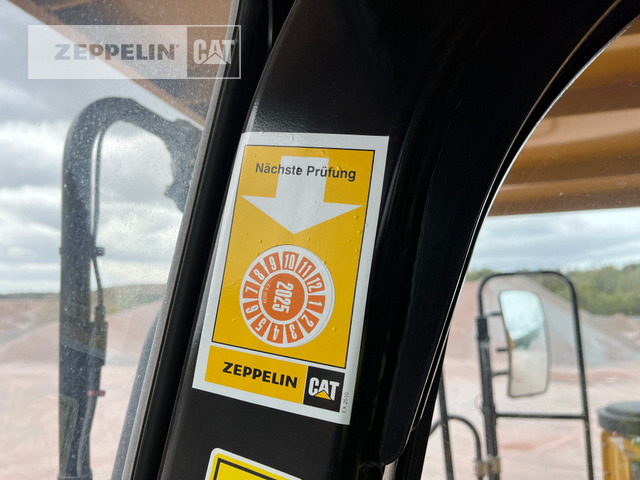 ZEPPELIN CAT
Nächste Prüfung
1 2 3 4 5 6 7 8 9 10 11 12
2025
ZEPPELIN CAT